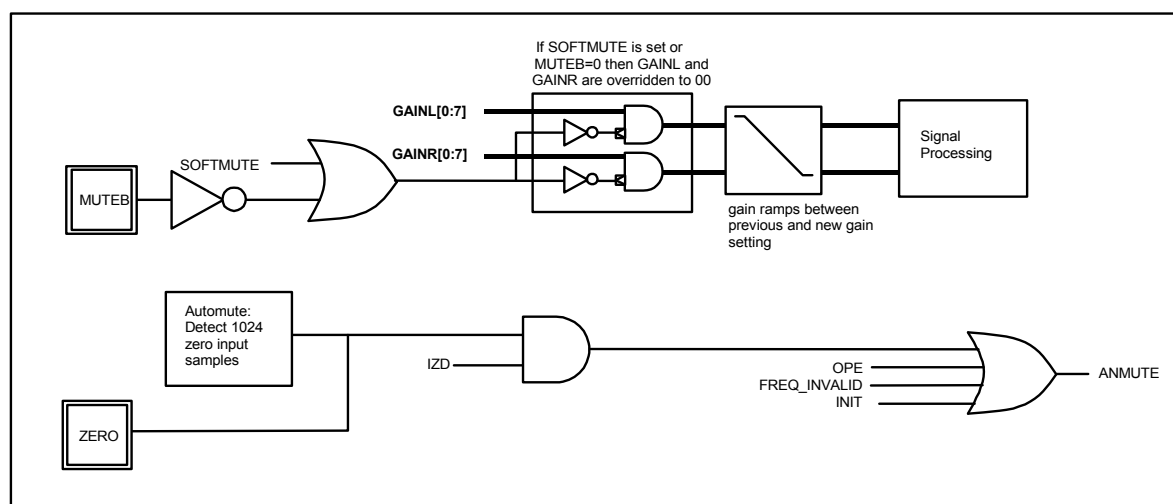 If SOFTMUTE is set or
MUTEB=0 then GAINL and
GAINR are overridden to 00
GAINL[0:7]
GAINR[0:7]
SOFTMUTE
MUTEB
Signal
Processing
gain ramps between
previous and new gain
setting
Automute:
Detect 1024
zero input
samples
IZD
OPE
FREQ_INVALID
INIT
ANMUTE
ZERO